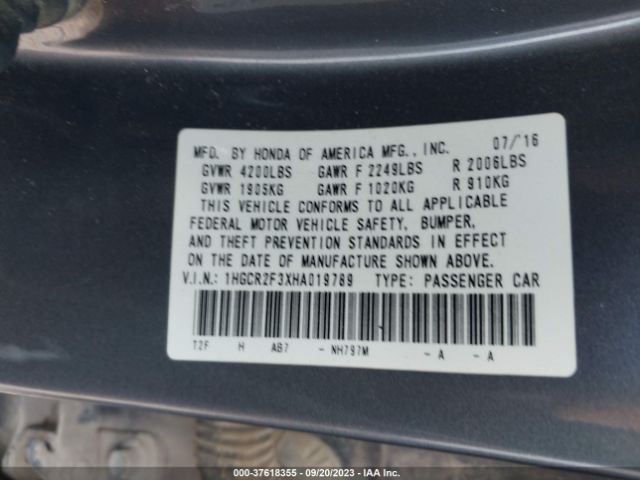 MFD. BY HONDA OF AMERICA MFG., INC. 07/16
GVWR 4200LBS GAWR F 2249LBS R 2006LBS
GVWR 1905KG GAWR F 1020KG R 910KG
THIS VEHICLE CONFORMS TO ALL APPLICABLE
FEDERAL MOTOR VEHICLE SAFETY, BUMPER,
AND THEFT PREVENTION STANDARDS IN EFFECT
ON THE DATE OF MANUFACTURE SHOWN ABOVE.
V.I.N.: 1HGCR2F3XHA019789 TYPE: PASSENGER CAR
T2F H AB7 - NH797M - A - A
000-37618355 - 09/20/2023 - IAA Inc.